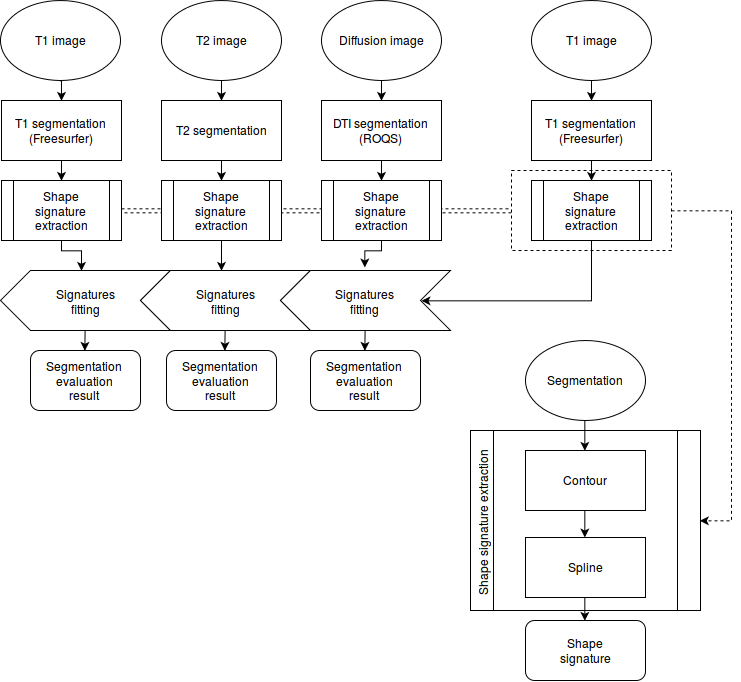 T1 image
T2 image
Diffusion image
T1 image
T1 segmentation
(Freesurfer)
T2 segmentation
DTI segmentation
(ROQS)
T1 segmentation
(Freesurfer)
Shape
signature
extraction
Shape
signature
extraction
Shape
signature
extraction
Shape
signature
extraction
Signatures
fitting
Signatures
fitting
Signatures
fitting
Segmentation
evaluation
result
Segmentation
evaluation
result
Segmentation
evaluation
result
Segmentation
Shape signature extraction
Contour
Spline
Shape
signature